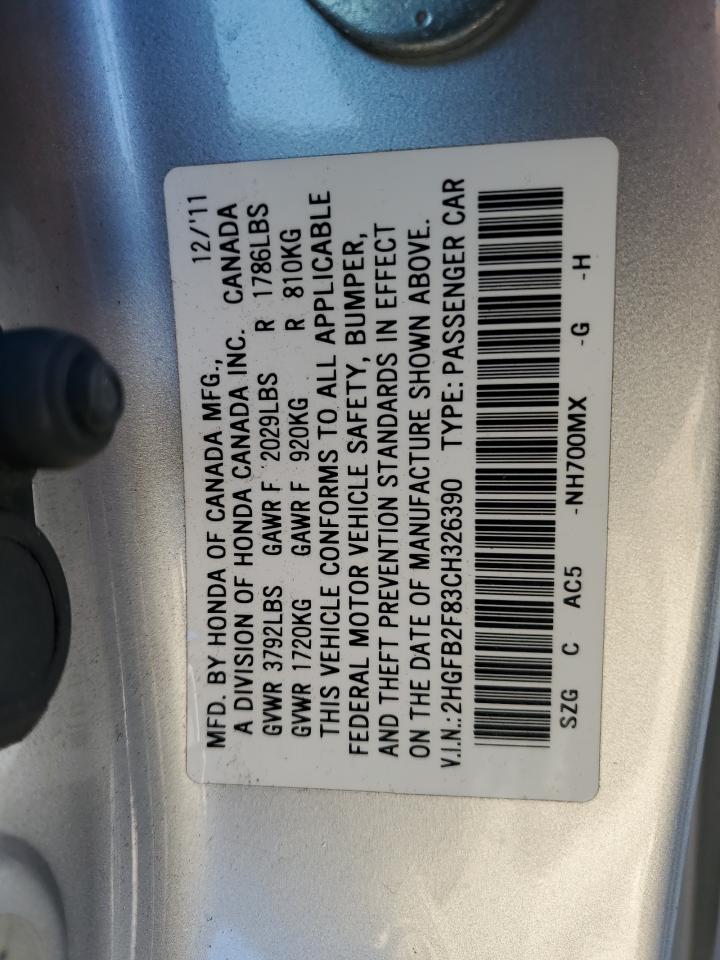 MFD. BY HONDA OF CANADA MFG., 12/'11
A DIVISION OF HONDA CANADA INC. CANADA
GVWR 3792LBS GAWR F 2029LBS R 1786LBS
GVWR 1720KG GAWR F 920KG R 810KG
THIS VEHICLE CONFORMS TO ALL APPLICABLE
FEDERAL MOTOR VEHICLE SAFETY, BUMPER,
AND THEFT PREVENTION STANDARDS IN EFFECT
ON THE DATE OF MANUFACTURE SHOWN ABOVE.
V.I.N.: 2HGFB2F83CH326390 TYPE: PASSENGER CAR
SZG C AC5 -NH700MX -G -H